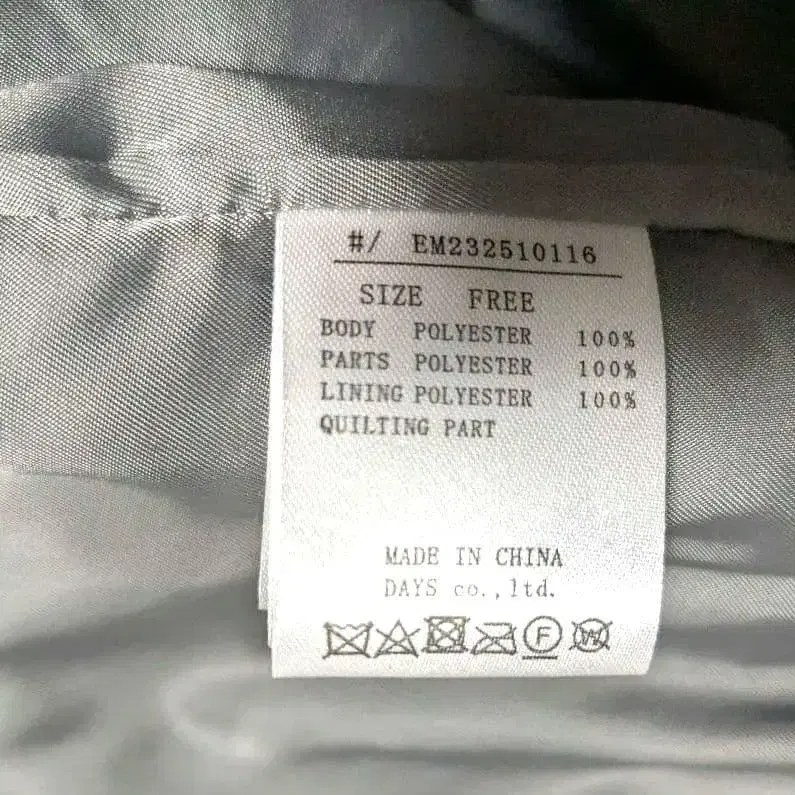 #/ EM232510116
SIZE FREE
BODY POLYESTER 100%
PARTS POLYESTER 100%
LINING POLYESTER 100%
QUILTING PART
MADE IN CHINA
DAYS co.,ltd.
F W